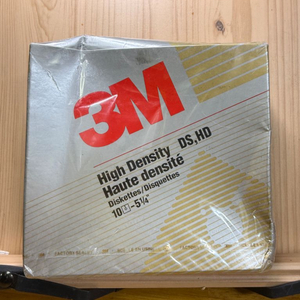 3M
High Density DS,HD
Haute densité
Diskettes/Disquettes
10 - 5¼"